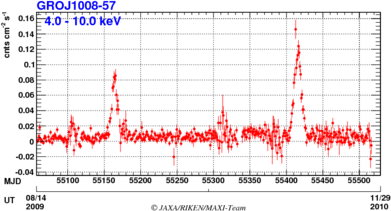 GROJ1008-57
4.0 - 10.0 keV
cnts cm⁻² s⁻¹
0.16
0.14
0.12
0.10
0.08
0.06
0.04
0.02
0
-0.02
-0.04
MJD 55100 55150 55200 55250 55300 55350 55400 55450 55500
UT 08/14 11/29
2009 2010
© JAXA/RIKEN/MAXI-Team